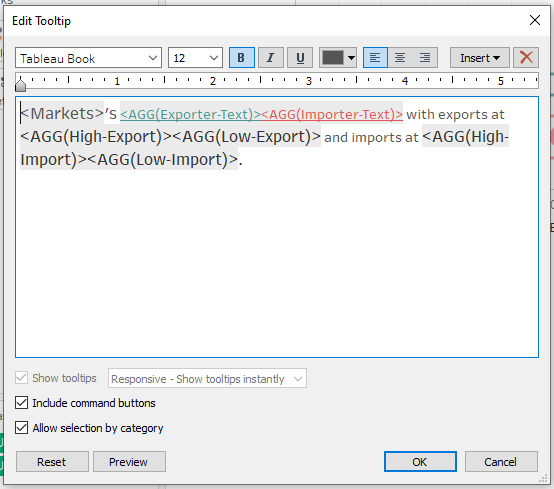 Edit Tooltip
Tableau Book 12 B I U Insert
1 2 3 4 5
<Markets>'s <AGG(Exporter-Text)><AGG(Importer-Text)> with exports at
<AGG(High-Export)><AGG(Low-Export)> and imports at <AGG(High-
Import)><AGG(Low-Import)>.
Show tooltips Responsive - Show tooltips instantly
Include command buttons
Allow selection by category
Reset Preview OK Cancel